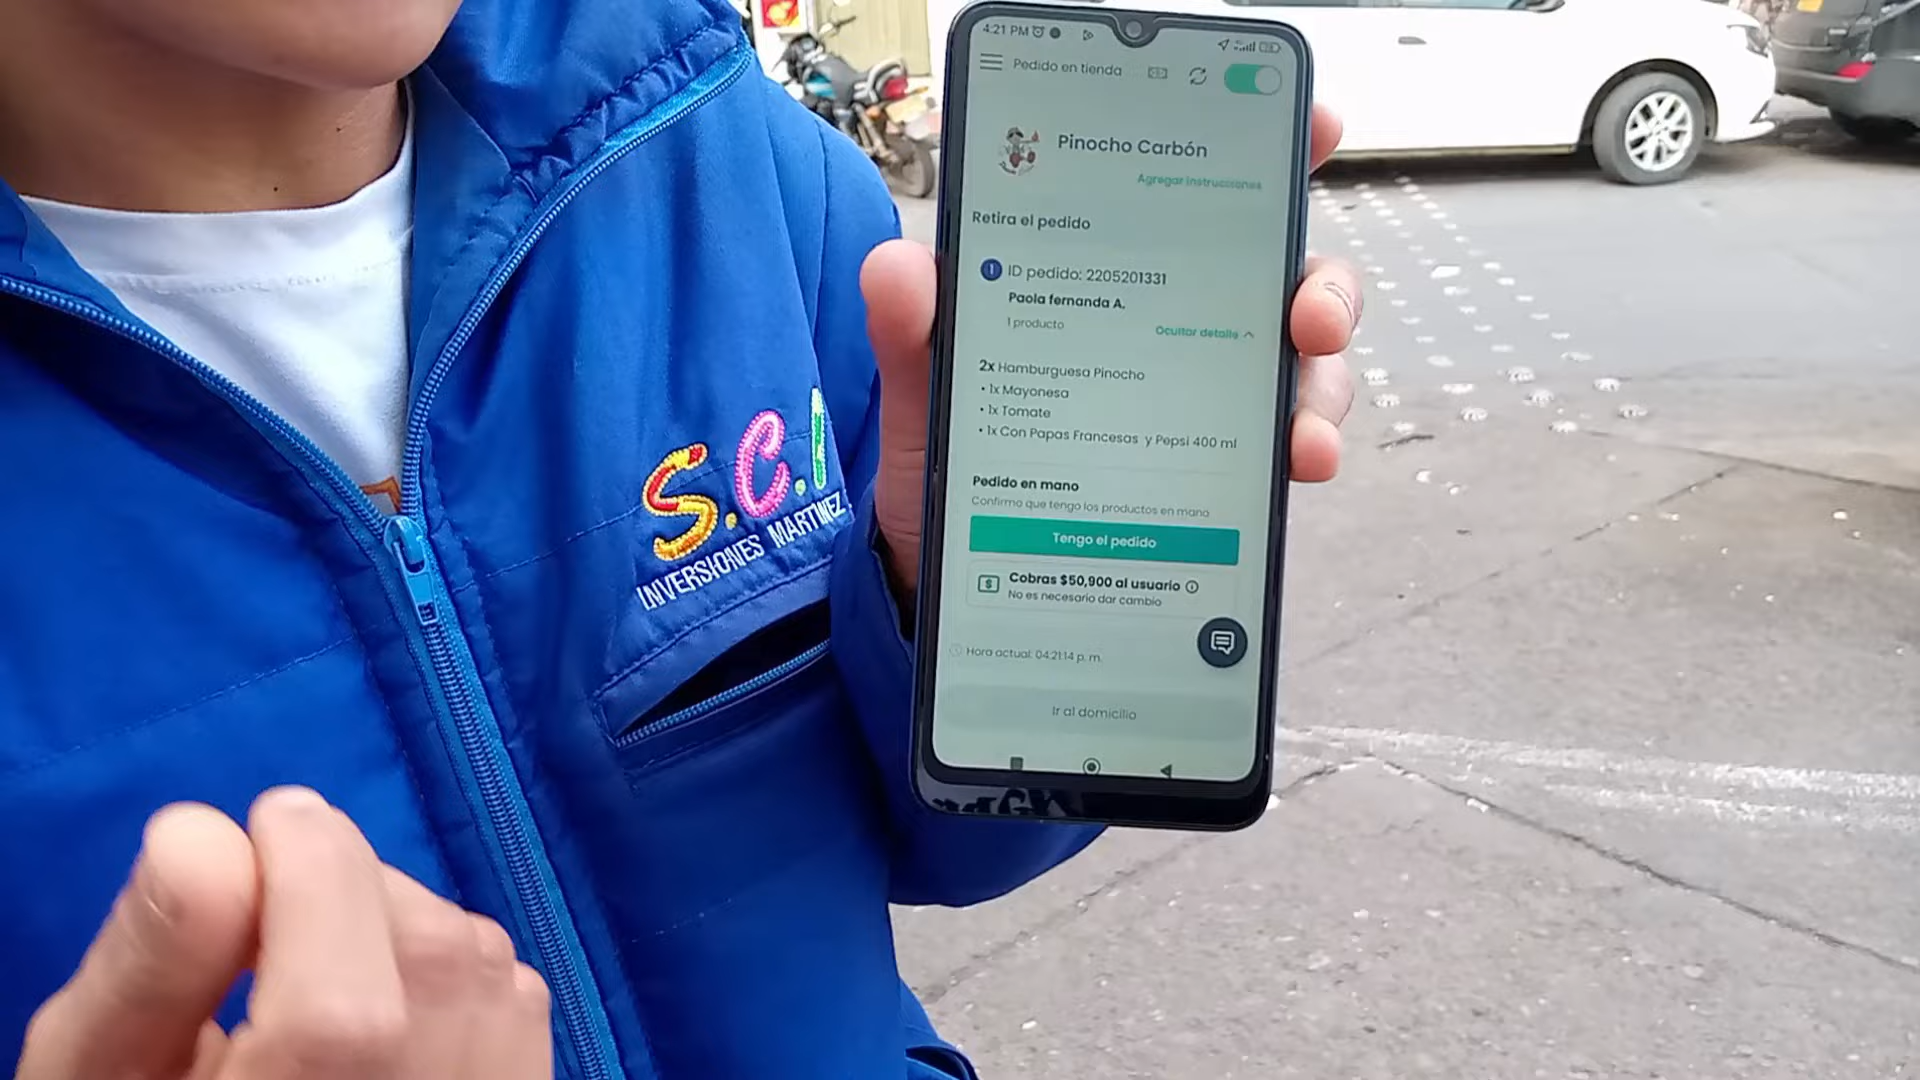 4:21 PM
Pedido en tienda
Pinocho Carbón
Agregar instrucciones
Retira el pedido
ID pedido: 2205201331
Paola fernanda A.
1 producto
Ocultar detalle
2x Hamburguesa Pinocho
• 1x Mayonesa
• 1x Tomate
• 1x Con Papas Francesas y Pepsi 400 ml
Pedido en mano
Confirmo que tengo los productos en mano
Tengo el pedido
Cobras $50,900 al usuario
No es necesario dar cambio
Hora actual: 04:21:14 p. m.
Ir al domicilio
S.C.I
INVERSIONES MARTINEZ